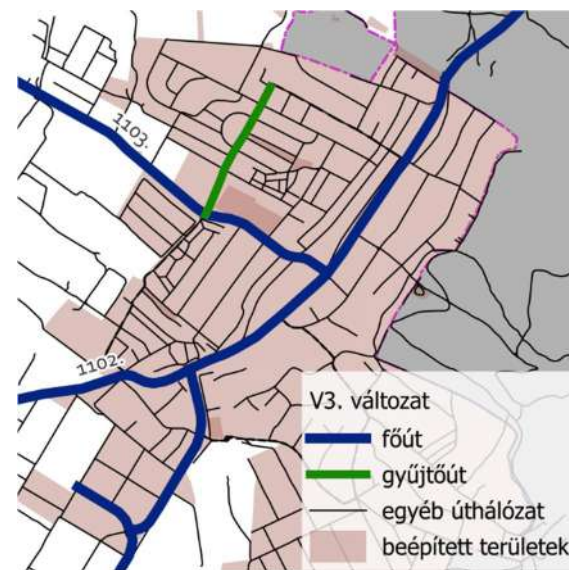 1103.
1102.
V3. változat
főút
gyűjtőút
egyéb úthálózat
beépített területek